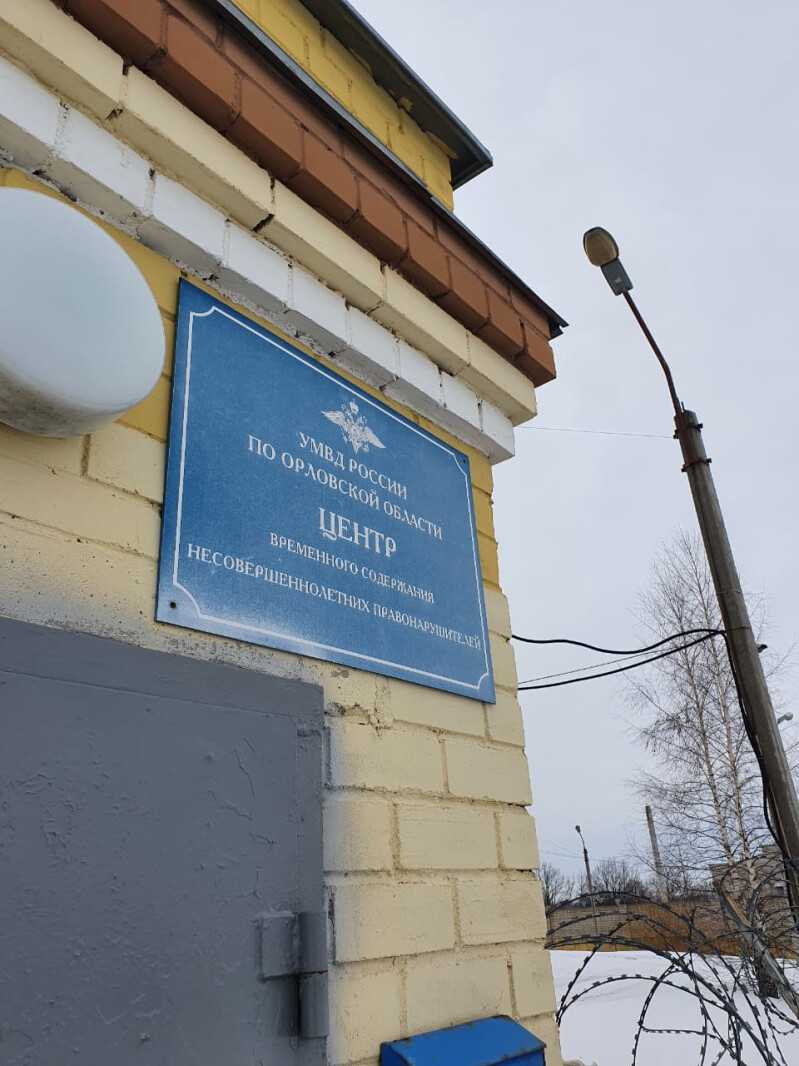 УМВД РОССИИ
ПО ОРЛОВСКОЙ ОБЛАСТИ
ЦЕНТР
ВРЕМЕННОГО СОДЕРЖАНИЯ
НЕСОВЕРШЕННОЛЕТНИХ ПРАВОНАРУШИТЕЛЕЙ